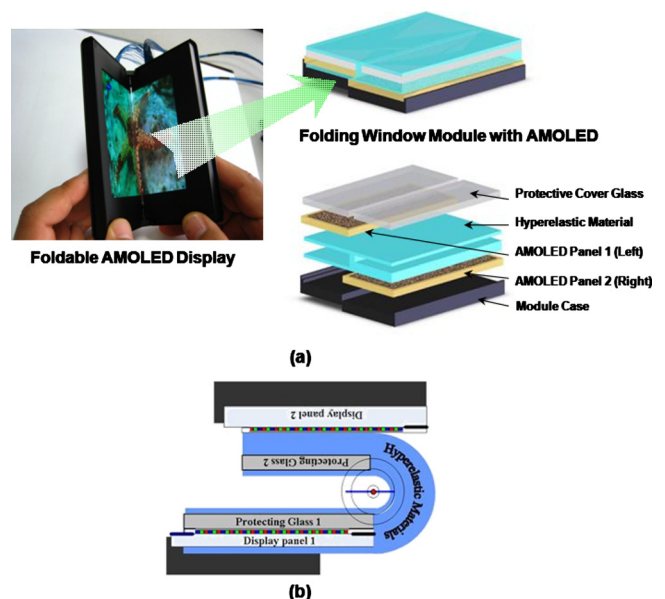 Folding Window Module with AMOLED
Foldable AMOLED Display
Protective Cover Glass
Hyperelastic Material
AMOLED Panel 1 (Left)
AMOLED Panel 2 (Right)
Module Case
(a)
Display panel 2
Protecting Glass 2
Hyperelastic Materials
Protecting Glass 1
Display panel 1
(b)